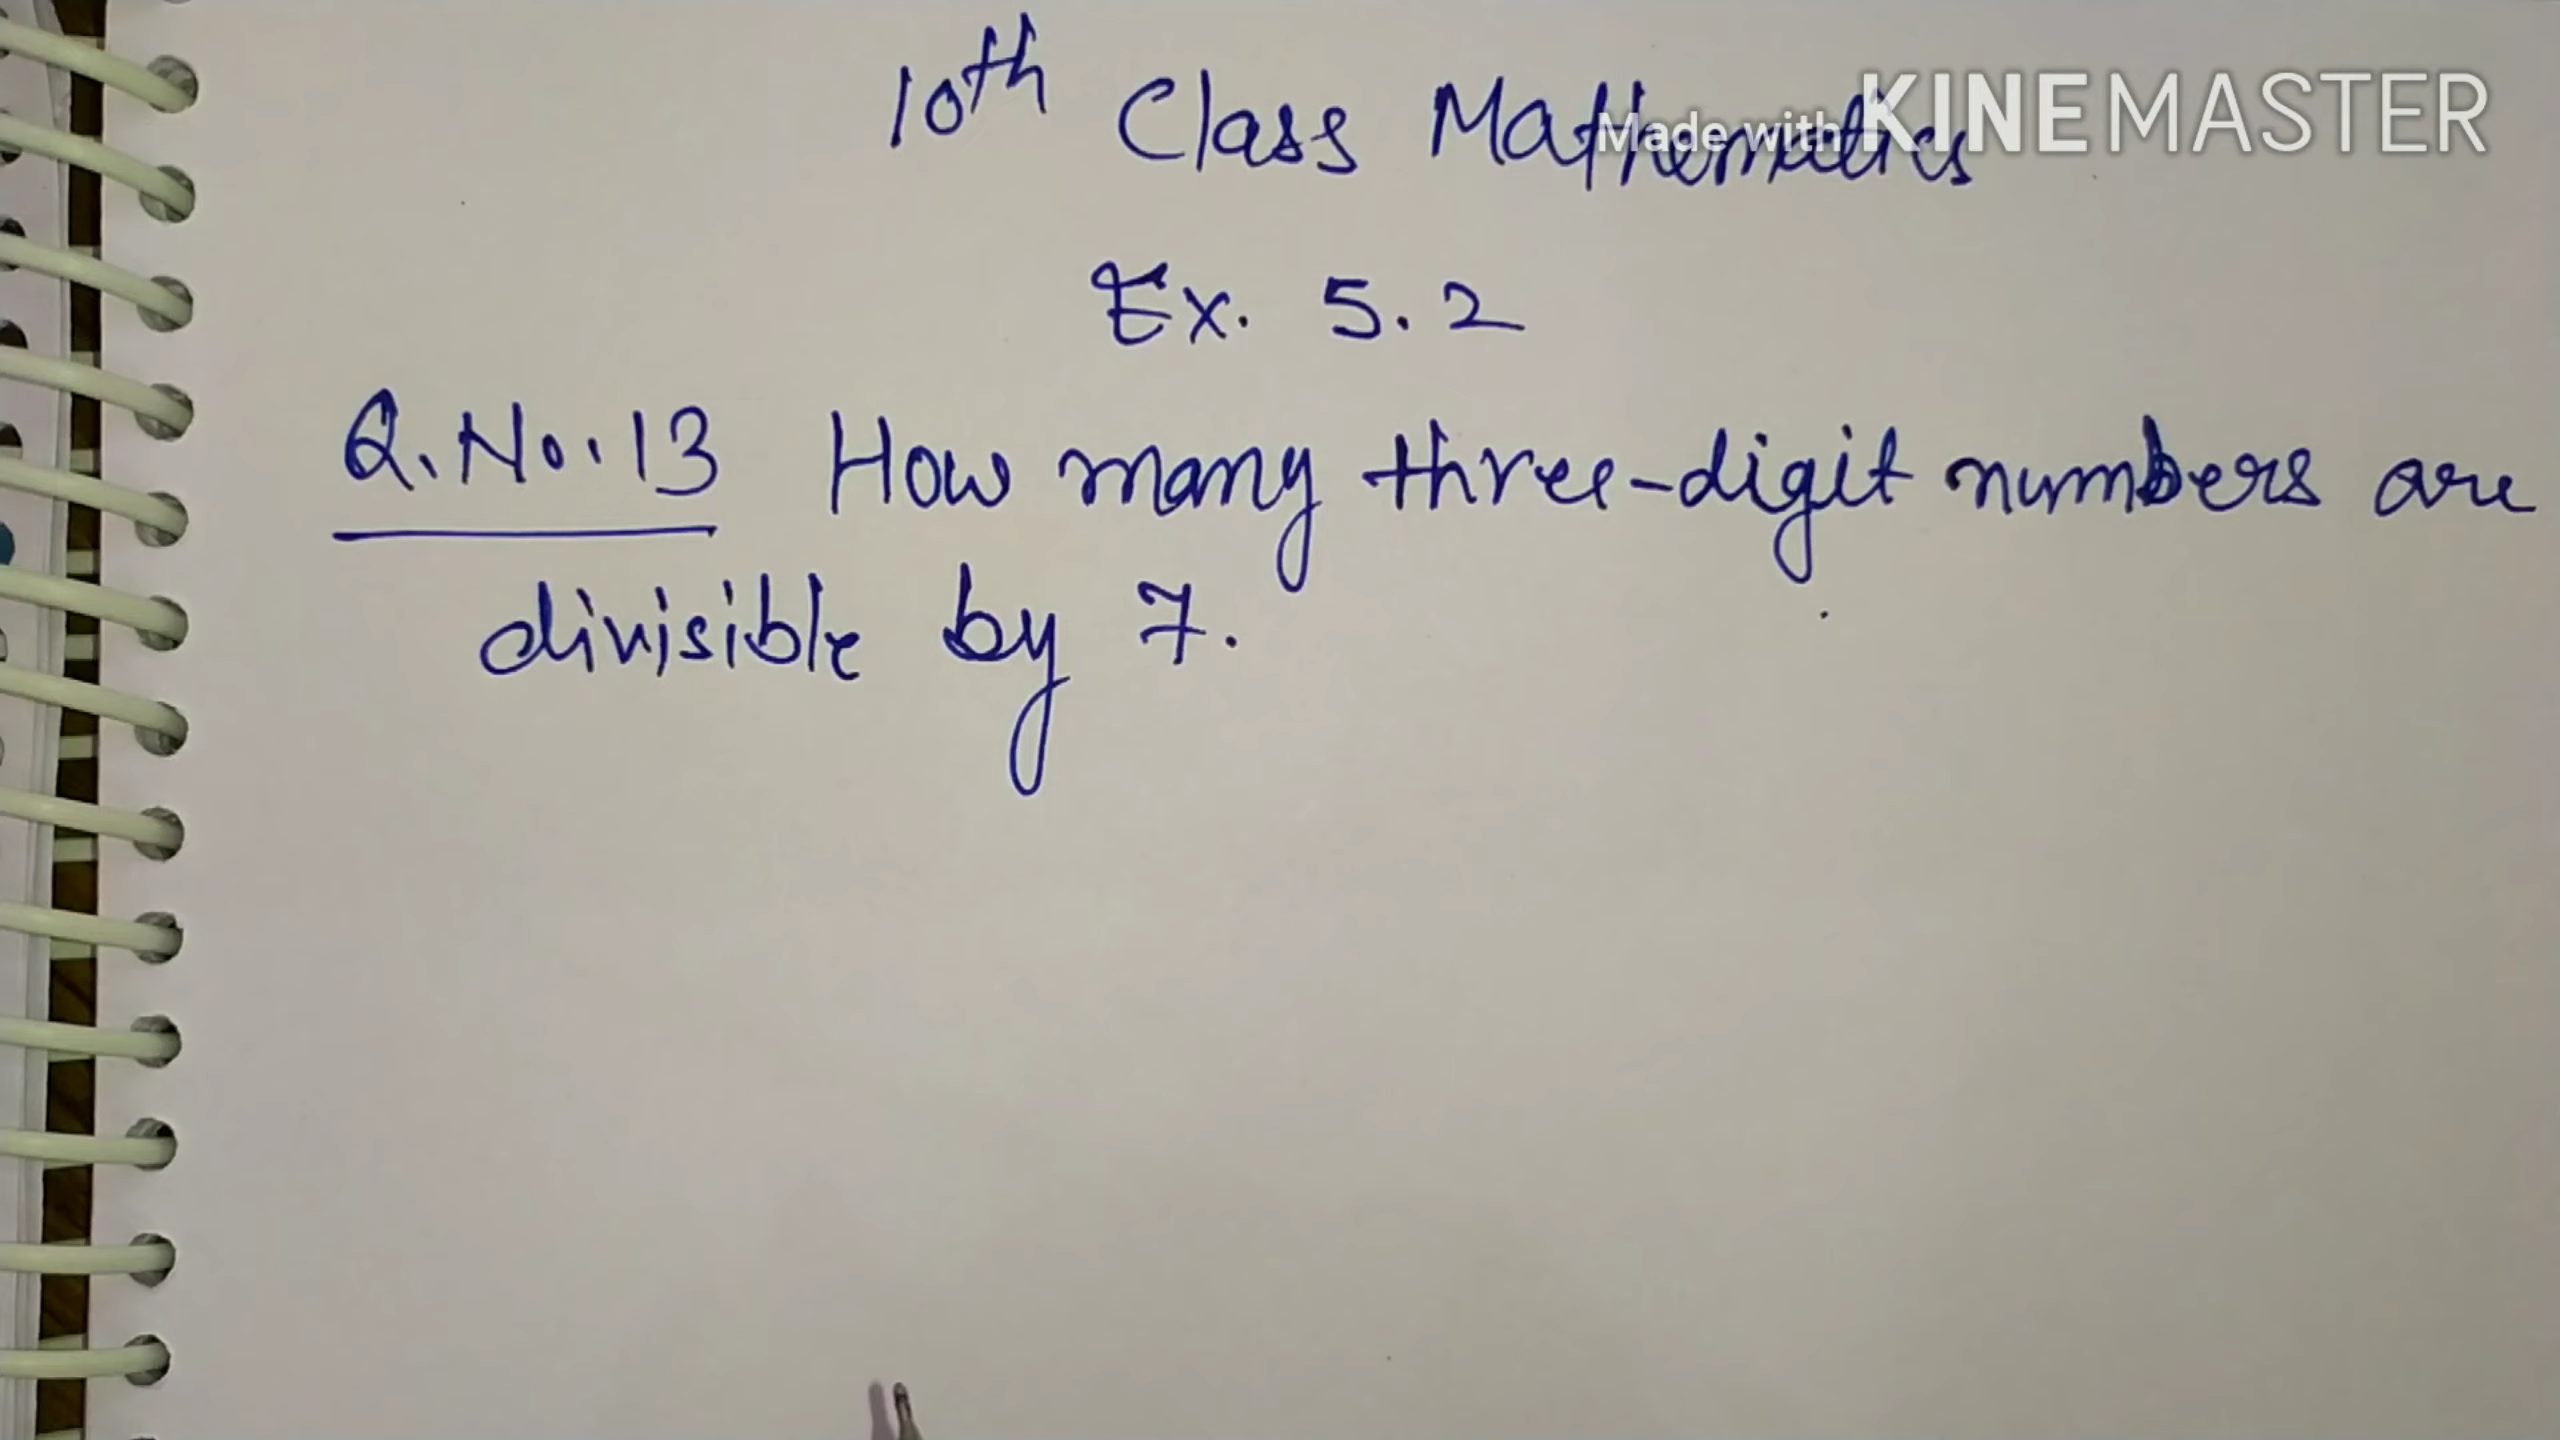 10th Class Mathematics
Made with KINEMASTER
Ex. 5.2
Q.No.13 How many three-digit numbers are
divisible by 7.